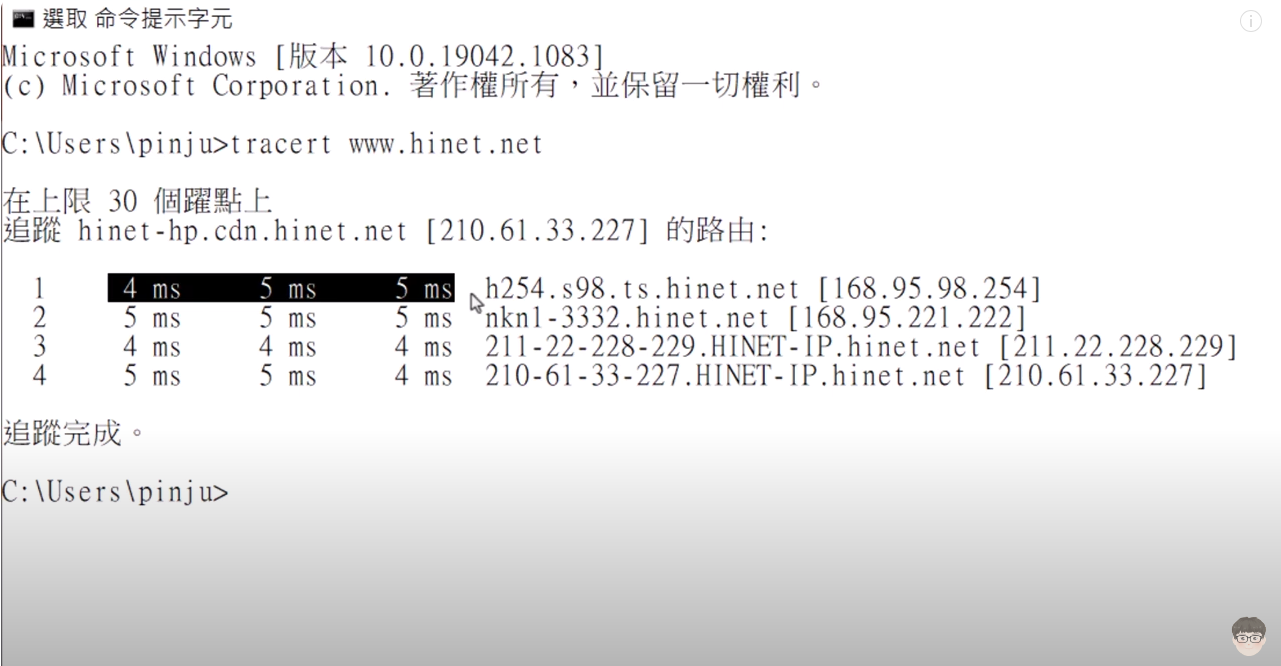 選取 命令提示字元
Microsoft Windows [版本 10.0.19042.1083]
(c) Microsoft Corporation. 著作權所有，並保留一切權利。
C:\Users\pinju>tracert www.hinet.net
在上限 30 個躍點上
追蹤 hinet-hp.cdn.hinet.net [210.61.33.227] 的路由:
1 4 ms 5 ms 5 ms h254.s98.ts.hinet.net [168.95.98.254]
2 5 ms 5 ms 5 ms nkn1-3332.hinet.net [168.95.221.222]
3 4 ms 4 ms 4 ms 211-22-228-229.HINET-IP.hinet.net [211.22.228.229]
4 5 ms 5 ms 4 ms 210-61-33-227.HINET-IP.hinet.net [210.61.33.227]
追蹤完成。
C:\Users\pinju>